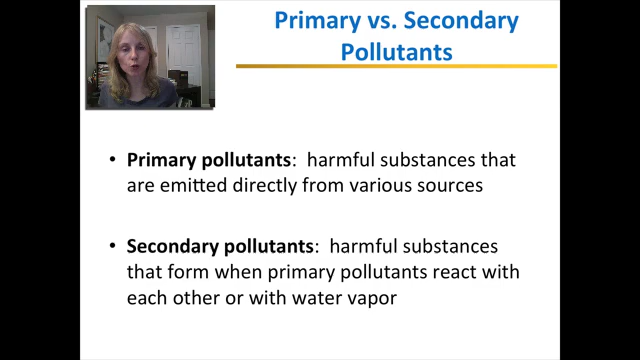 Primary vs. Secondary
Pollutants
• Primary pollutants:  harmful substances that
are emitted directly from various sources
• Secondary pollutants:  harmful substances
that form when primary pollutants react with
each other or with water vapor